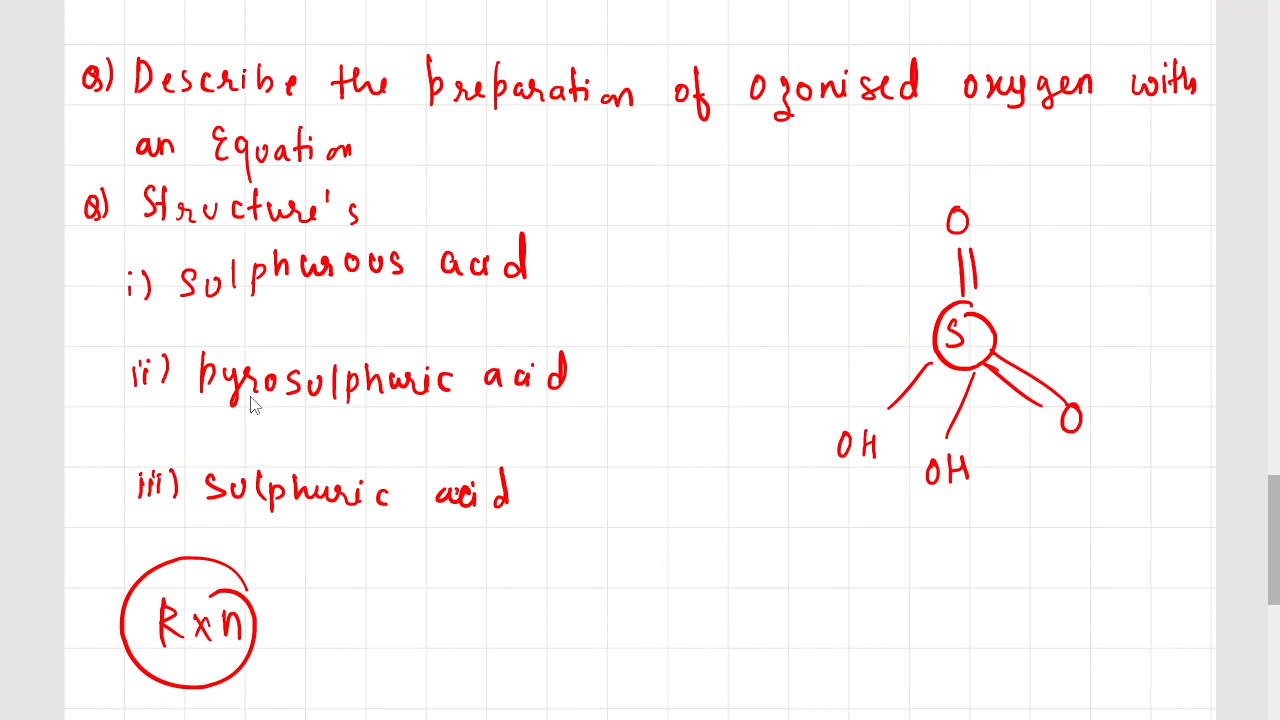 Q) Describe the preparation of ozonised oxygen with
an Equation
Q) Structure's
i) Sulphurous acid
ii) pyrosulphuric acid
iii) Sulphuric acid
Rxn
O
S
O
OH
OH